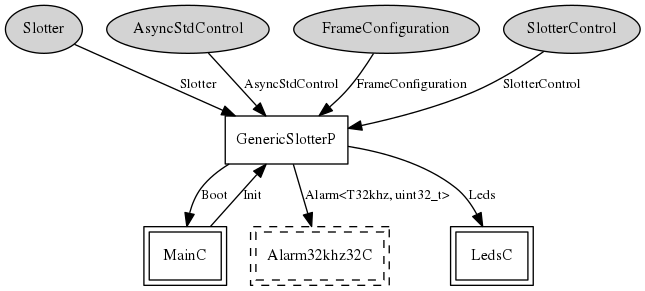 Slotter
AsyncStdControl
FrameConfiguration
SlotterControl
Slotter
AsyncStdControl
FrameConfiguration
SlotterControl
GenericSlotterP
Boot
Init
Alarm<T32khz, uint32_t>
Leds
MainC
Alarm32khz32C
LedsC